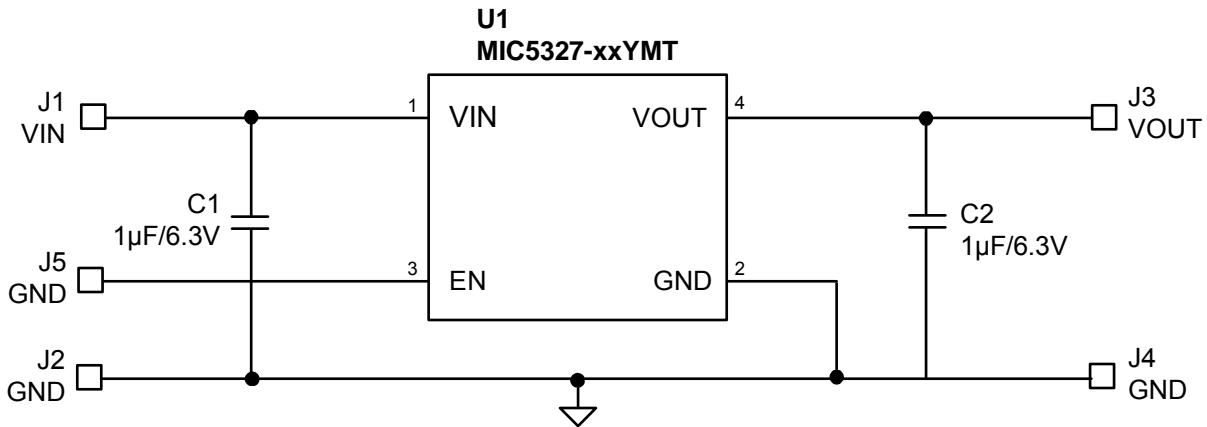 U1
MIC5327-xxYMT
J1
VIN
1
VIN
VOUT
4
J3
VOUT
C1
1µF/6.3V
C2
1µF/6.3V
J5
GND
3
EN
GND
2
J2
GND
J4
GND